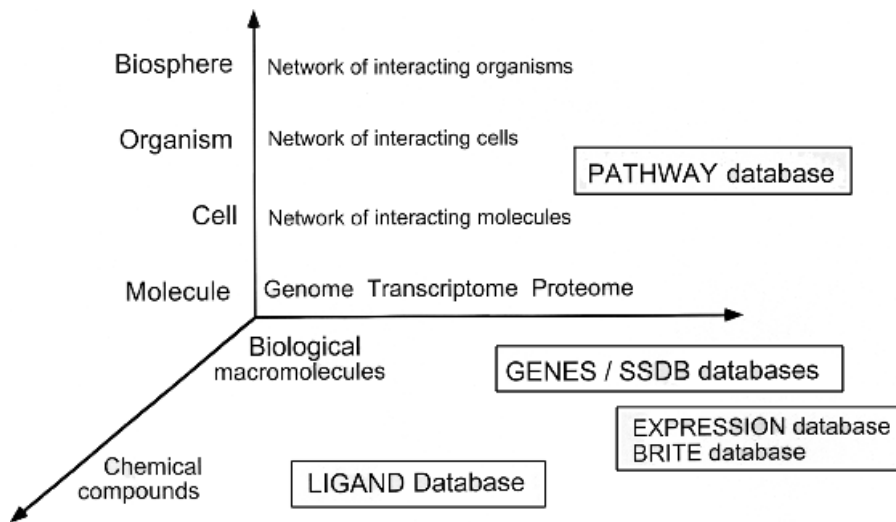 Biosphere Network of interacting organisms
Organism Network of interacting cells
PATHWAY database
Cell Network of interacting molecules
Molecule Genome Transcriptome Proteome
Biological
macromolecules
GENES / SSDB databases
EXPRESSION database
BRITE database
Chemical
compounds
LIGAND Database